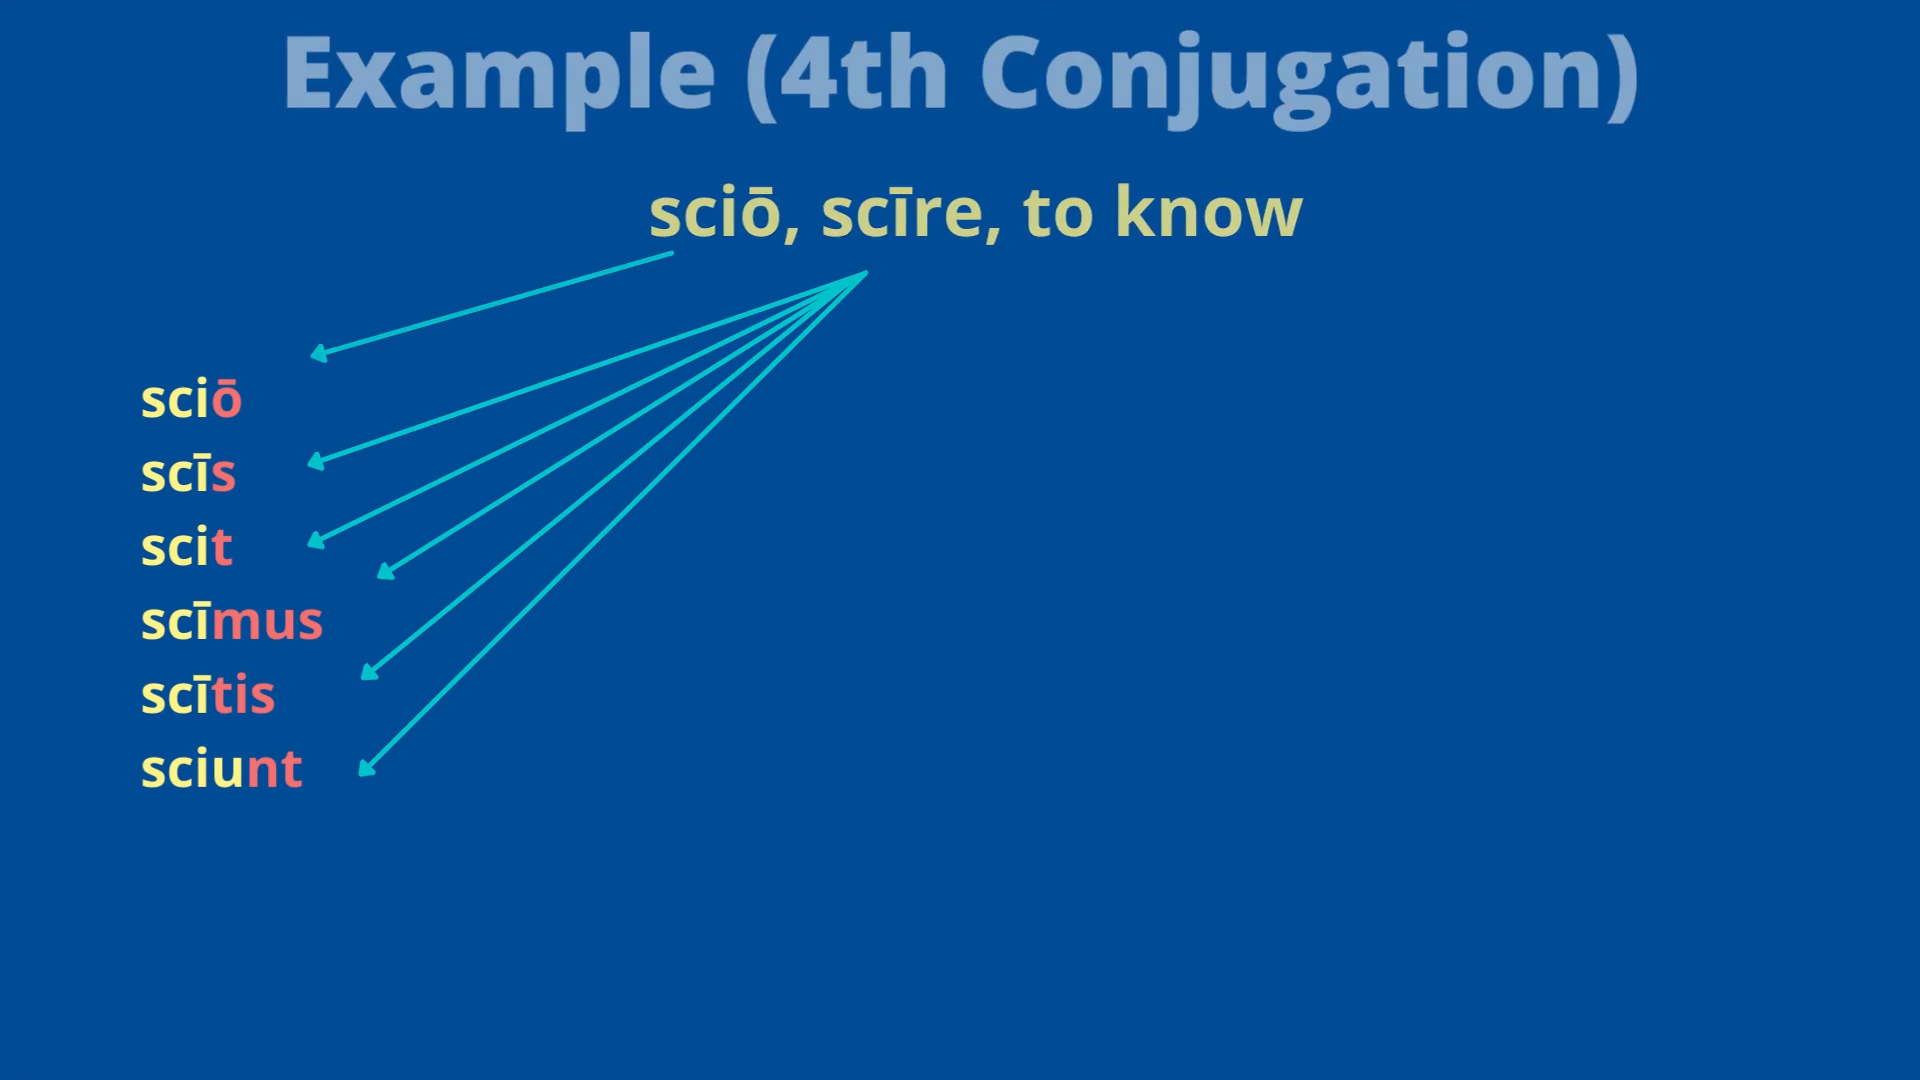 Example (4th Conjugation)
sciō, scīre, to know
sciō
scīs
scit
scīmus
scītis
sciunt